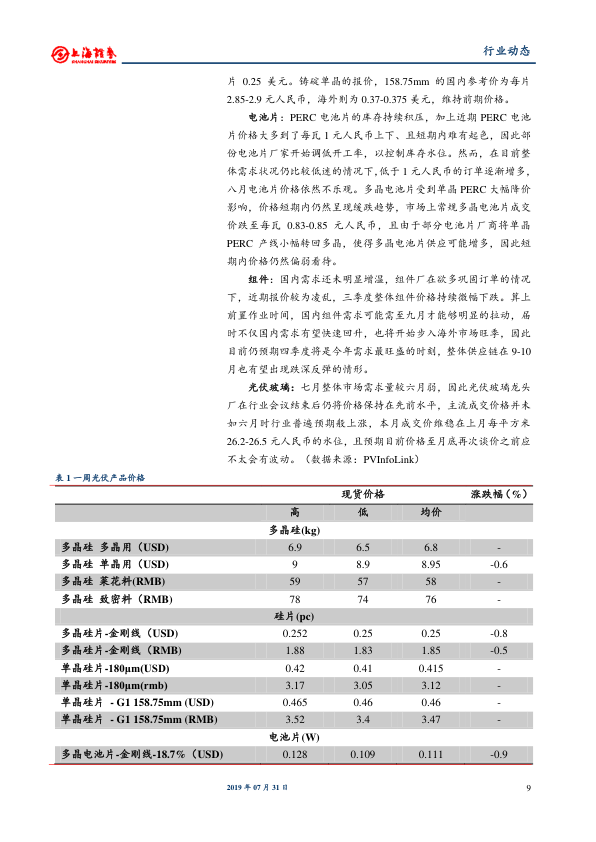 上海证券
SHANGHAI SECURITIES
行业动态
片 0.25 美元。铸碇单晶的报价，158.75mm 的国内参考价为每片
2.85-2.9 元人民币，海外则为 0.37-0.375 美元，维持前期价格。
电池片：PERC 电池片的库存持续积压，加上近期 PERC 电池
片价格大多到了每瓦 1 元人民币上下、且短期内难有起色，因此部
份电池片厂家开始调低开工率，以控制库存水位。然而，在目前整
体需求状况仍比较低迷的情况下，低于 1 元人民币的订单逐渐增多，
八月电池片价格依然不乐观。多晶电池片受到单晶 PERC 大幅降价
影响，价格短期内仍然呈现缓跌趋势，市场上常规多晶电池片成交
价跌至每瓦 0.83-0.85 元人民币，且由于部分电池片厂商将单晶
PERC 产线小幅转回多晶，使得多晶电池片供应可能增多，因此短
期内价格仍然偏弱看待。
组件：国内需求还未明显增温，组件厂在欲多巩固订单的情况
下，近期报价较为凌乱，三季度整体组件价格持续微幅下跌。算上
前置作业时间，国内组件需求可能需至九月才能够明显的拉动，届
时不仅国内需求有望快速回升，也将开始步入海外市场旺季，因此
目前仍预期四季度将是今年需求最旺盛的时刻，整体供应链在 9-10
月也有望出现跌深反弹的情形。
光伏玻璃：七月整体市场需求量较六月弱，因此光伏玻璃龙头
厂在行业会议结束后仍将价格保持在先前水平，主流成交价格并未
如六月时行业普遍预期般上涨，本月成交价维稳在上月每平方米
26.2-26.5 元人民币的水位，且预期目前价格至月底再次谈价之前应
不太会有波动。（数据来源：PVInfoLink）
表 1 一周光伏产品价格
现货价格 涨跌幅（%）
高 低 均价
多晶硅(kg)
多晶硅 多晶用（USD) 6.9 6.5 6.8 -
多晶硅 单晶用（USD) 9 8.9 8.95 -0.6
多晶硅 菜花料(RMB) 59 57 58 -
多晶硅 致密料（RMB) 78 74 76 -
硅片(pc)
多晶硅片-金刚线（USD) 0.252 0.25 0.25 -0.8
多晶硅片-金刚线（RMB) 1.88 1.83 1.85 -0.5
单晶硅片-180μm(USD) 0.42 0.41 0.415 -
单晶硅片-180μm(rmb) 3.17 3.05 3.12 -
单晶硅片 - G1 158.75mm (USD) 0.465 0.46 0.46 -
单晶硅片 - G1 158.75mm (RMB) 3.52 3.4 3.47 -
电池片(W)
多晶电池片-金刚线-18.7%（USD) 0.128 0.109 0.111 -0.9
2019 年 07 月 31 日
9